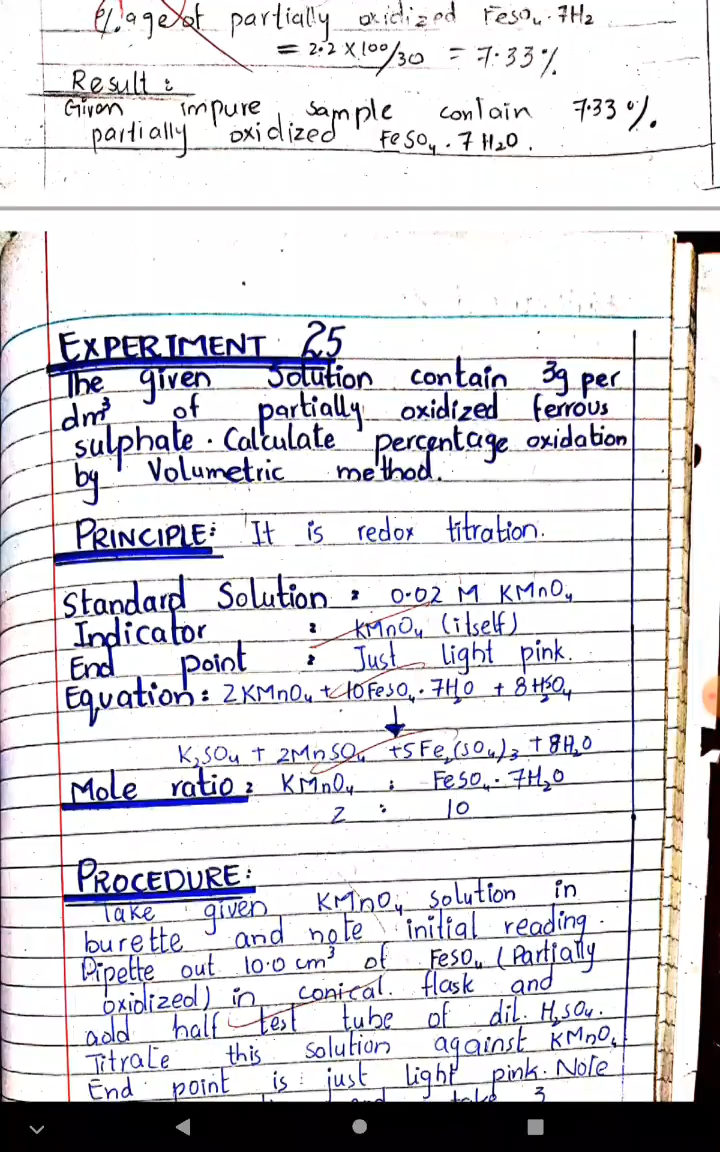 %age of partially oxidized FeSO₄.7H₂
= 2.2 X 100/30 = 7.33%
Result :
Given impure sample contain 7.33%.
partially oxidized FeSO₄.7H₂O.
EXPERIMENT 25
The given Solution contain 3g per
dm³ of partially oxidized ferrous
sulphate. Calculate percentage oxidation
by Volumetric method.
PRINCIPLE: It is redox titration.
Standard Solution : 0.02 M KMnO₄
Indicator : KMnO₄ (itself)
End point : Just light pink.
Equation: 2KMnO₄ + 10FeSO₄.7H₂O + 8H₂SO₄
↓
K₂SO₄ + 2MnSO₄ +5Fe₂(SO₄)₃ + 8H₂O
Mole ratio: KMnO₄ : FeSO₄.7H₂O
2 : 10
PROCEDURE:
Take given KMnO₄ solution in
burette and note initial reading.
Pipette out 10.0 cm³ of FeSO₄ (Partially
oxiolized) in conical. flask and
add half test tube of dil. H₂SO₄.
Titrate this solution against KMnO₄
End point is just light pink. Note
take 3